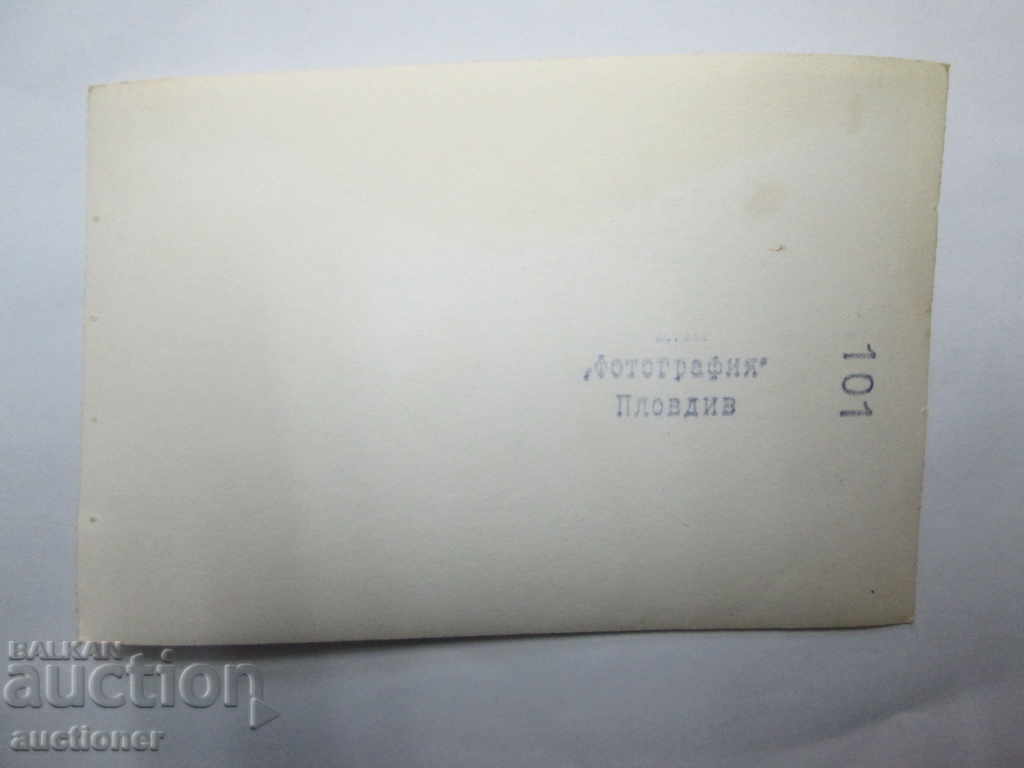 „Фотография“
Пловдив
101
BALKAN
auction
auctioner